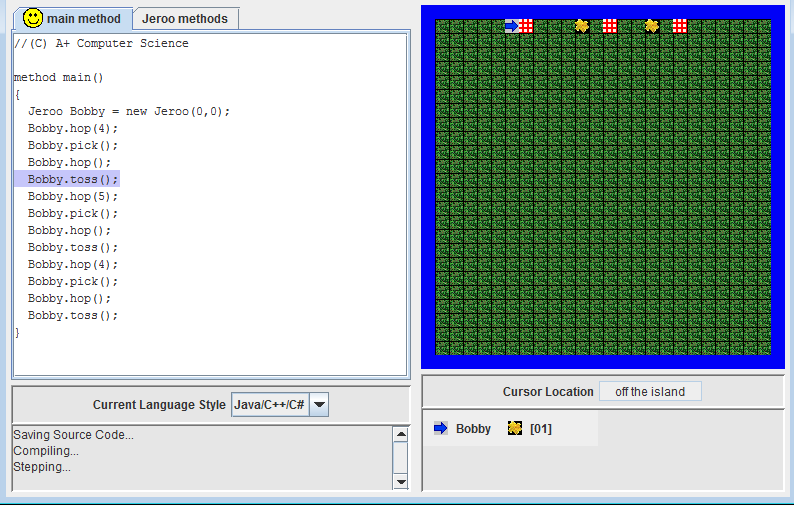 main method Jeroo methods
//(C) A+ Computer Science
method main()
{
Jeroo Bobby = new Jeroo(0,0);
Bobby.hop(4);
Bobby.pick();
Bobby.hop();
Bobby.toss();
Bobby.hop(5);
Bobby.pick();
Bobby.hop();
Bobby.toss();
Bobby.hop(4);
Bobby.pick();
Bobby.hop();
Bobby.toss();
}
Current Language Style Java/C++/C#
Saving Source Code...
Compiling...
Stepping...
Cursor Location off the island
Bobby [01]